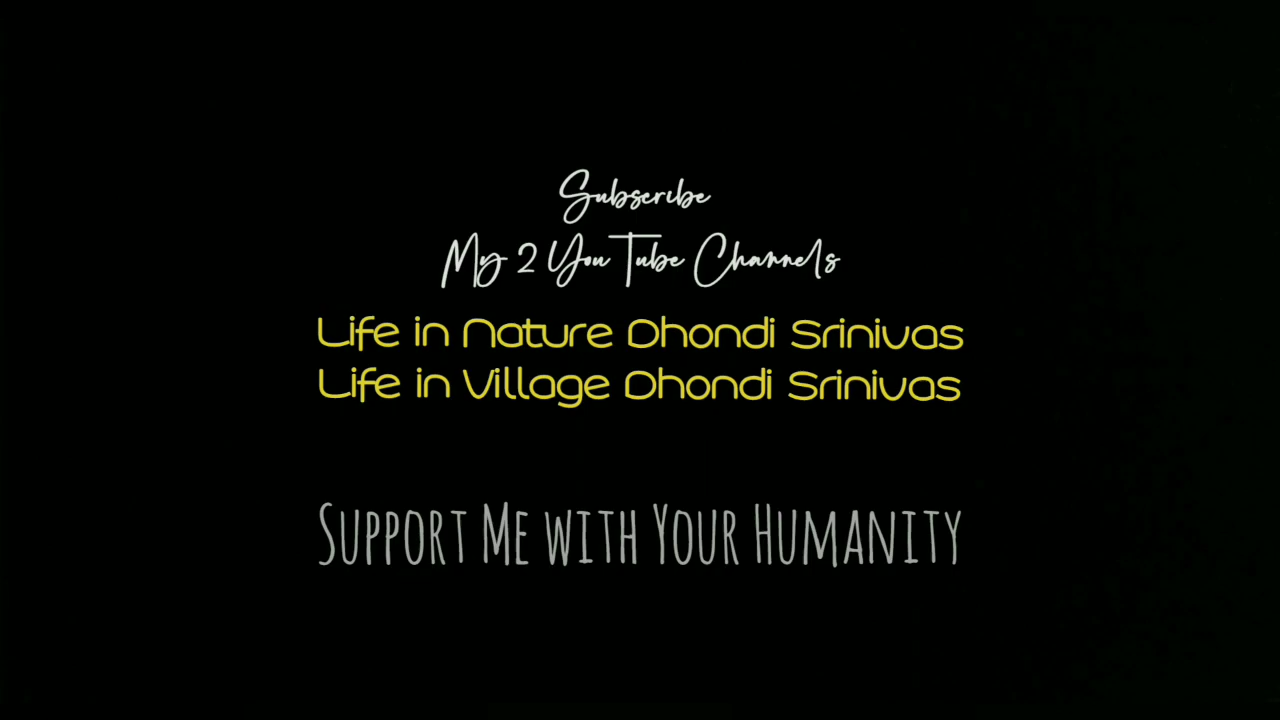 Subscribe
My 2 YouTube Channels
Life in Nature Dhondi Srinivas
Life in Village Dhondi Srinivas
Support Me with Your Humanity